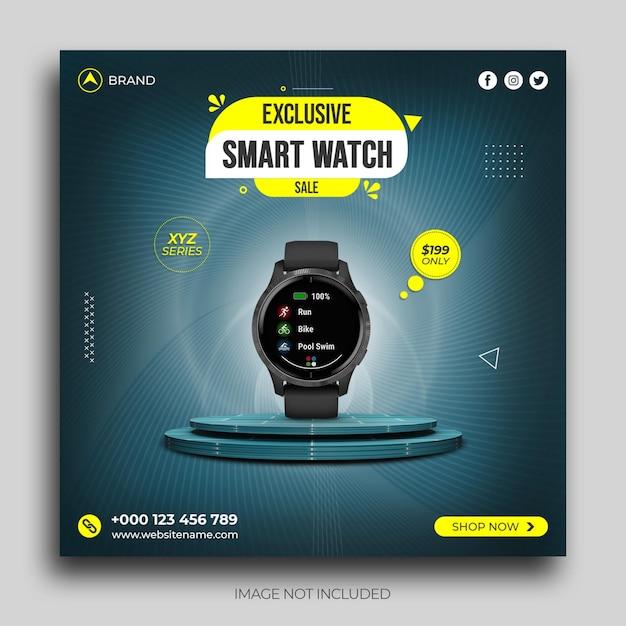 BRAND
EXCLUSIVE
SMART WATCH
SALE
XYZ
SERIES
$199
ONLY
100%
Run
Bike
Pool Swim
+000 123 456 789
www.websitename.com
SHOP NOW
IMAGE NOT INCLUDED